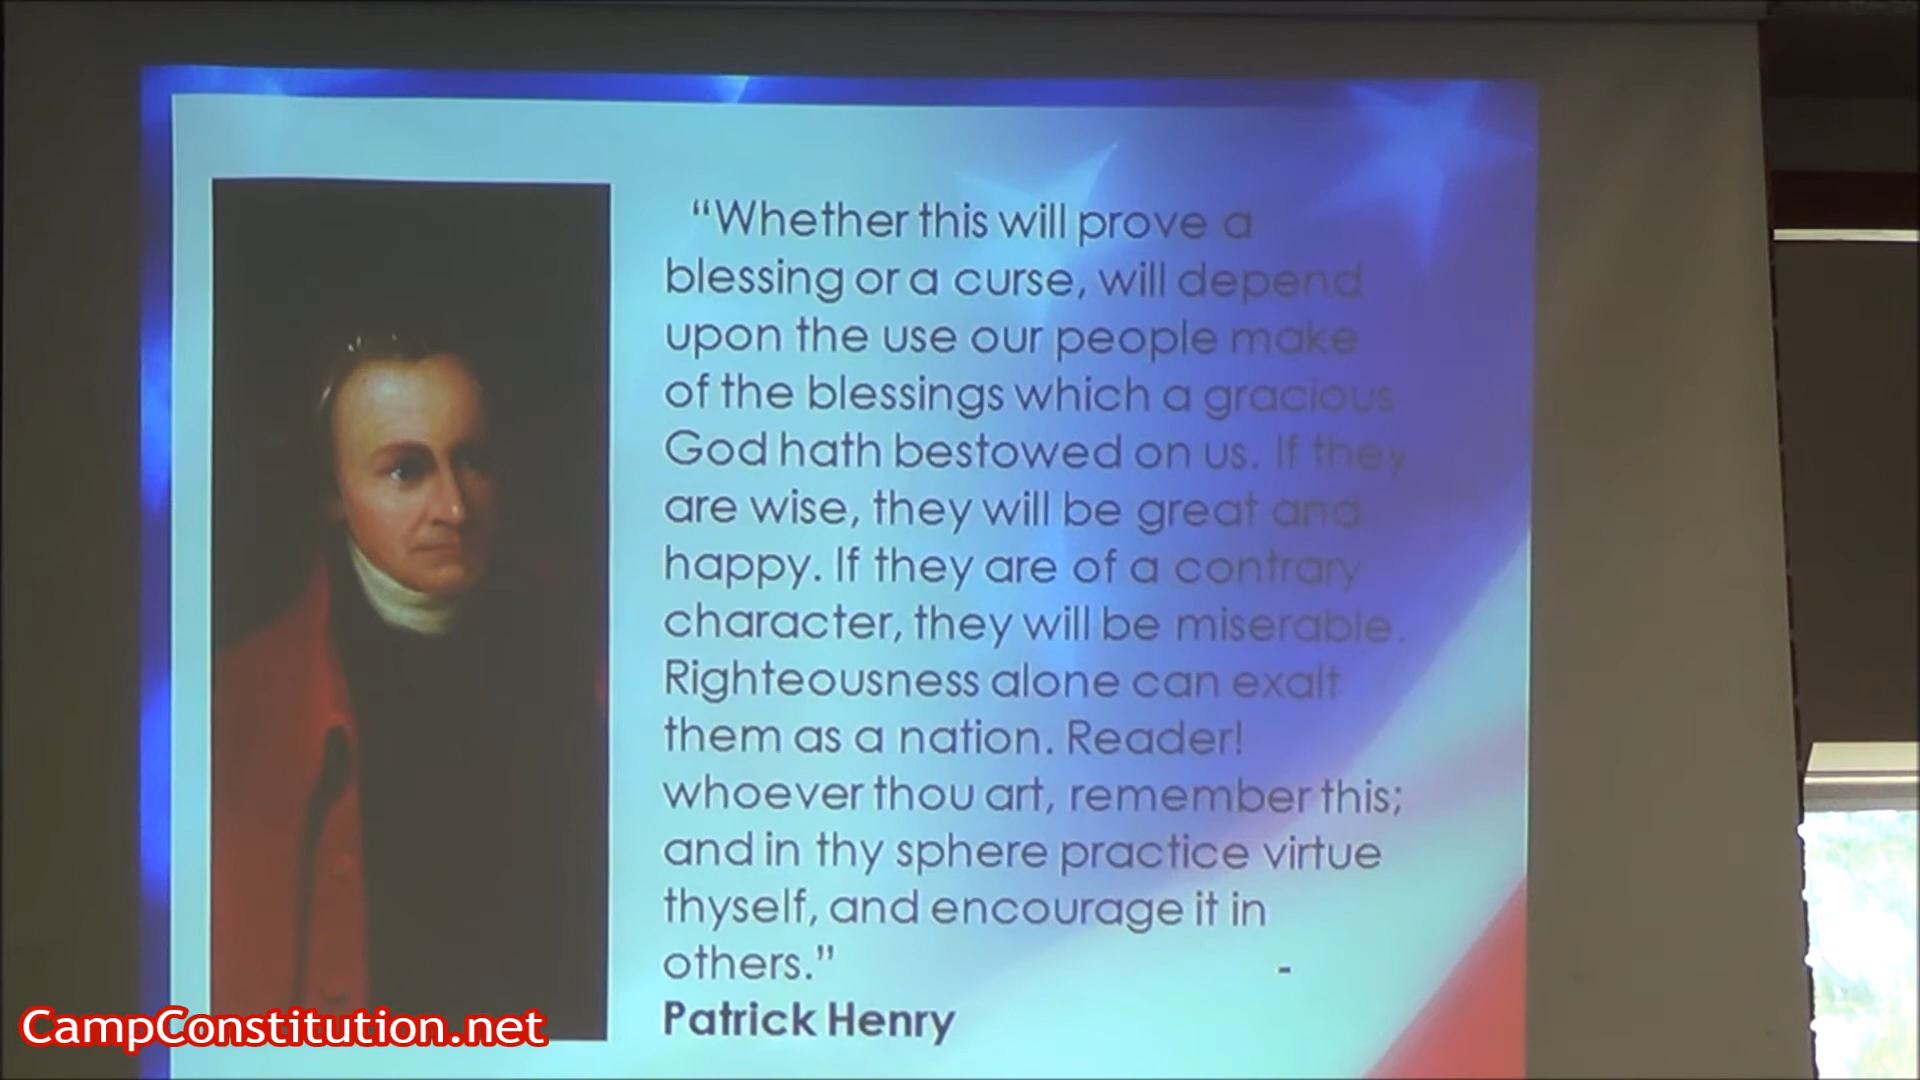 “Whether this will prove a
blessing or a curse, will depend
upon the use our people make
of the blessings which a gracious
God hath bestowed on us. If they
are wise, they will be great and
happy. If they are of a contrary
character, they will be miserable.
Righteousness alone can exalt
them as a nation. Reader!
whoever thou art, remember this;
and in thy sphere practice virtue
thyself, and encourage it in
others.” -
Patrick Henry
CampConstitution.net